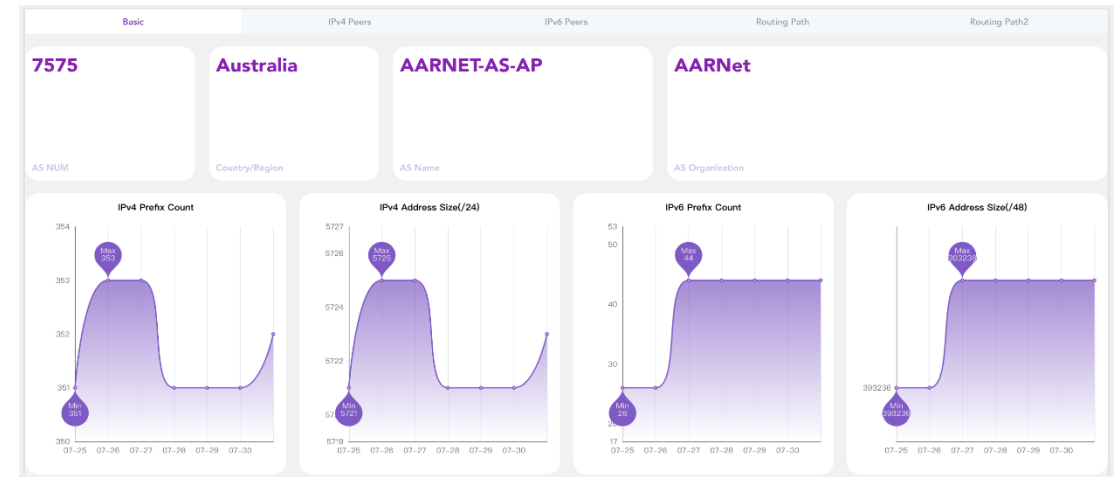 Basic IPv4 Peers IPv6 Peers Routing Path Routing Path2
7575 Australia AARNET-AS-AP AARNet
AS NUM Country/Region AS Name AS Organization
IPv4 Prefix Count
354
353
352
351
350
Max
353
Min
351
07-25 07-26 07-27 07-28 07-29 07-30
IPv4 Address Size(/24)
5727
5726
5724
5722
5719
Max
5725
Min
5721
07-25 07-26 07-27 07-28 07-29 07-30
IPv6 Prefix Count
53
50
40
30
17
Max
44
Min
26
07-25 07-26 07-27 07-28 07-29 07-30
IPv6 Address Size(/48)
393236
Max
393238
Min
393236
07-25 07-26 07-27 07-28 07-29 07-30